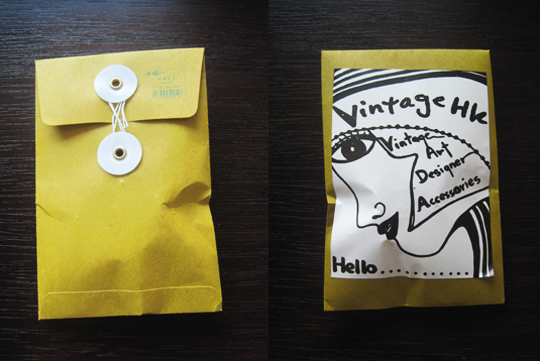 Vintage Hk
Vintage
Art
Designer
Accessories
Hello..............